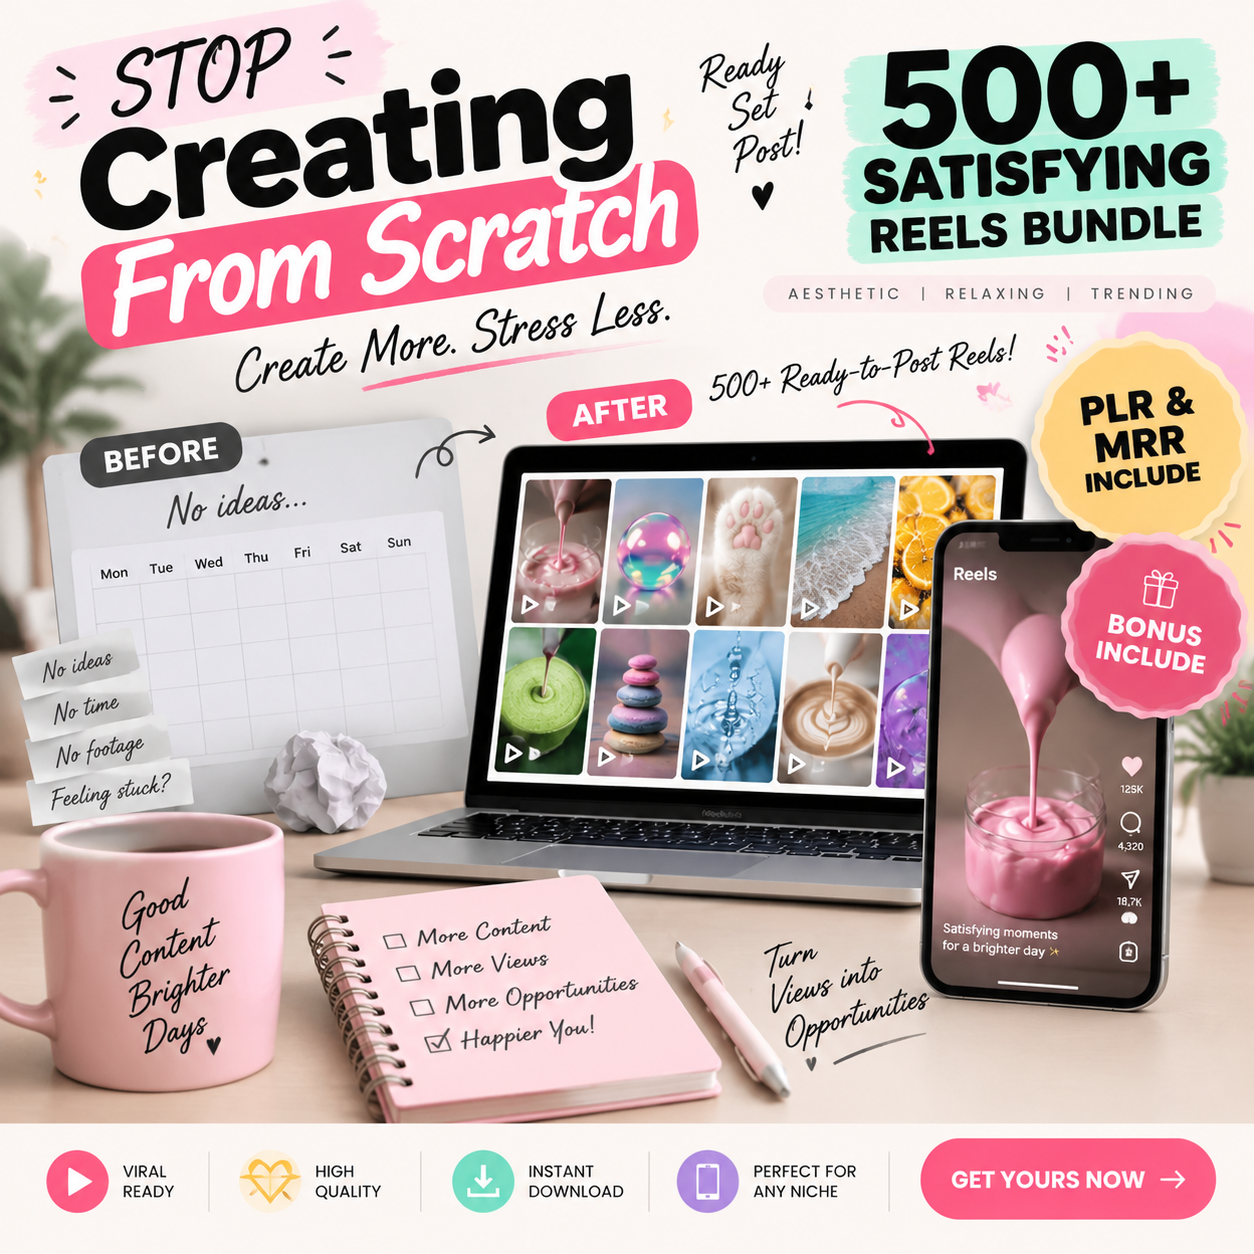 STOP
Creating
From Scratch
Create More. Stress Less.
Ready
Set
Post!
500+
SATISFYING
REELS BUNDLE
AESTHETIC | RELAXING | TRENDING
BEFORE
No ideas...
Mon Tue Wed Thu Fri Sat Sun
No ideas
No time
No footage
Feeling stuck?
AFTER
500+ Ready-to-Post Reels!
PLR &
MRR
INCLUDE
BONUS
INCLUDE
Reels
125K
4,320
18,7K
Satisfying moments
for a brighter day
Good
Content
Brighter
Days
More Content
More Views
More Opportunities
Happier You!
Turn
Views into
Opportunities
VIRAL
READY
HIGH
QUALITY
INSTANT
DOWNLOAD
PERFECT FOR
ANY NICHE
GET YOURS NOW →